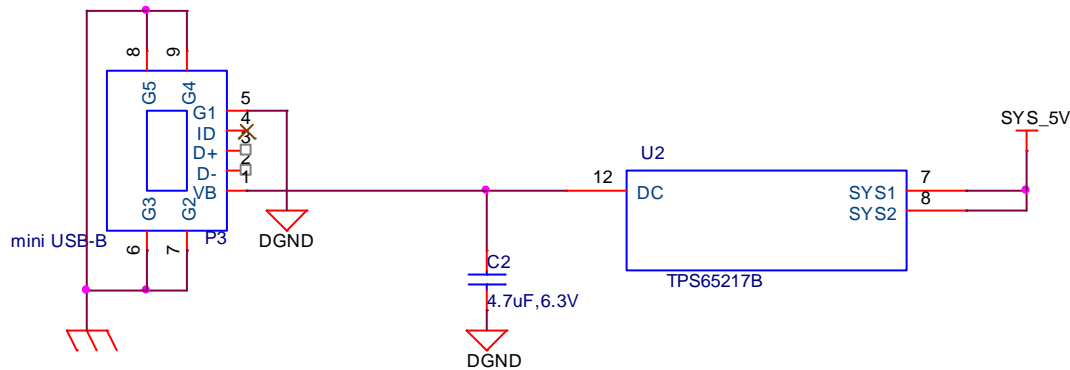 8
9
G5
G4
G1
5
ID
4
D+
3
D-
2
VB
1
G3
G2
6
7
mini USB-B
P3
DGND
C2
4.7uF,6.3V
DGND
U2
12
DC
SYS1
7
SYS2
8
TPS65217B
SYS_5V